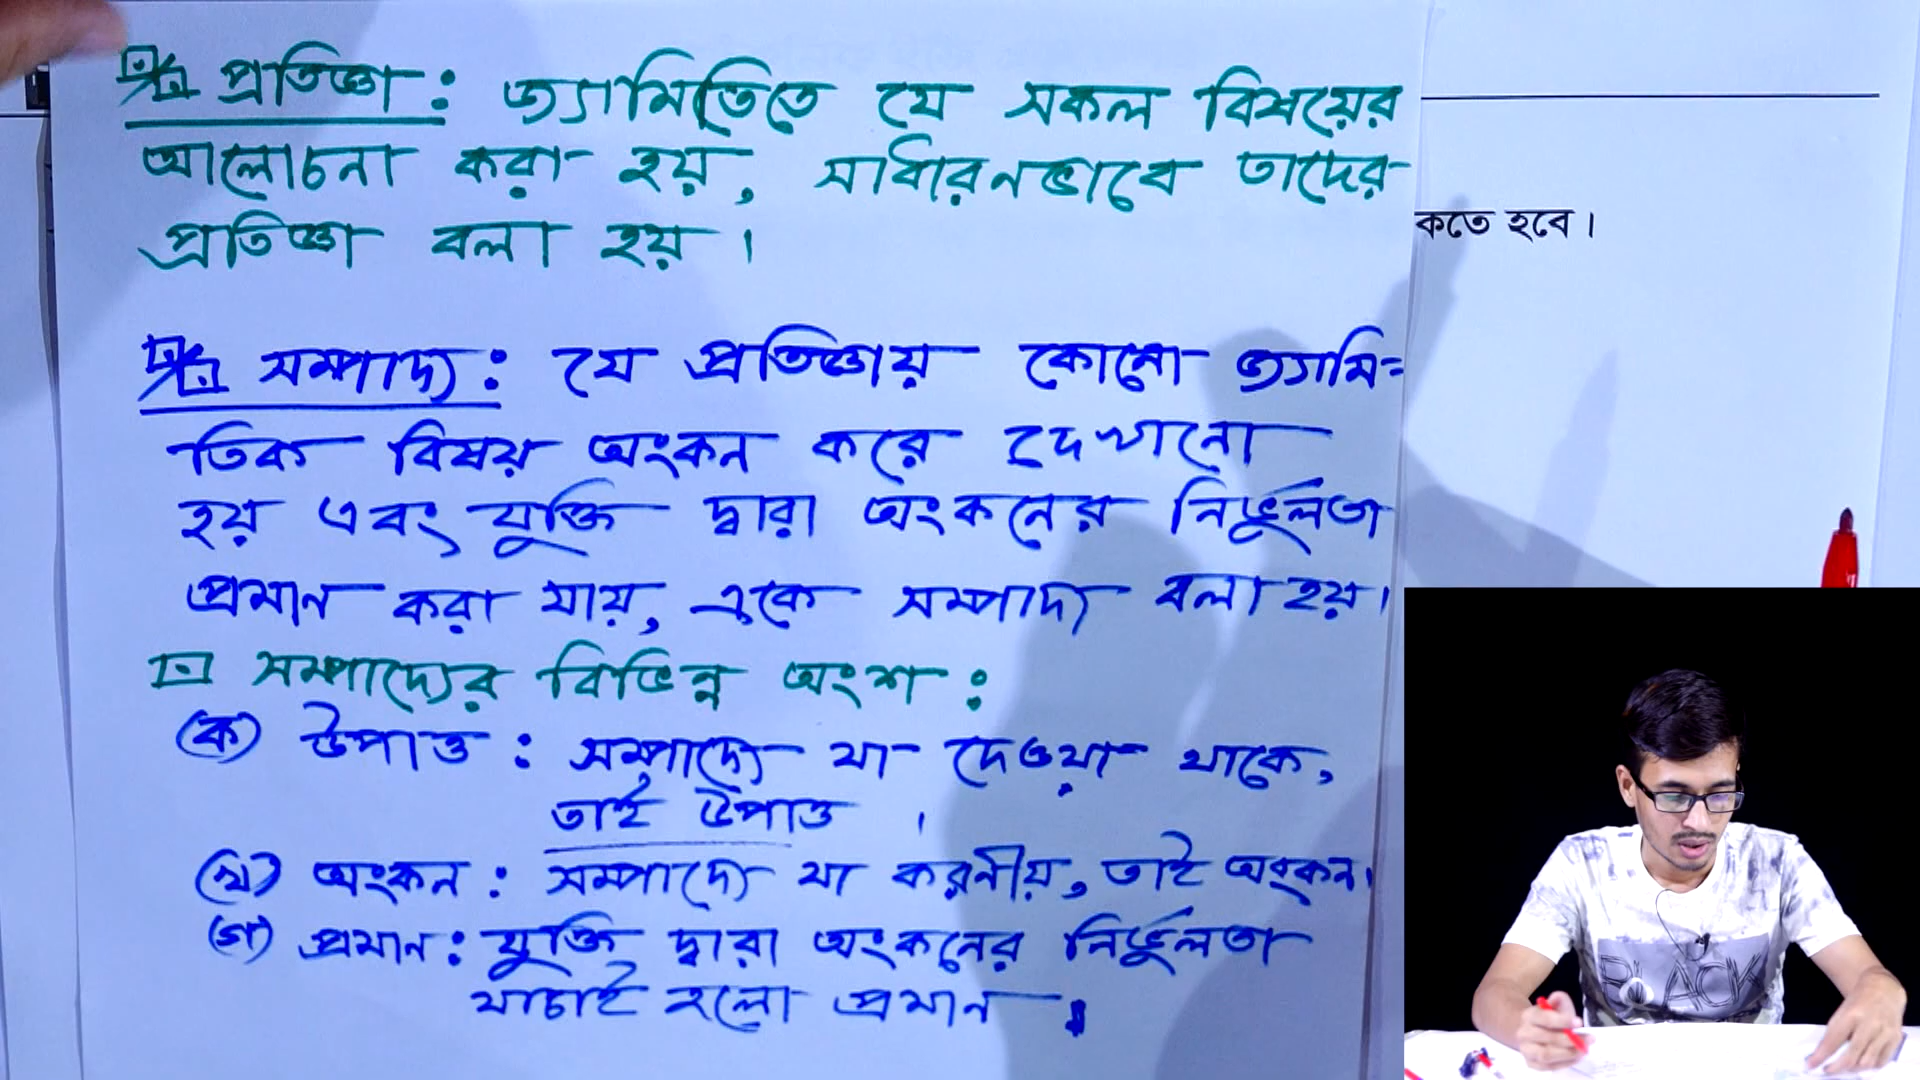 প্রতিজ্ঞা : জ্যামিতিতে যে সকল বিষয়ের
আলোচনা করা হয়, সাধারনভাবে তাদের
প্রতিজ্ঞা বলা হয় ।
কতে হবে।
সম্পাদ্য : যে প্রতিজ্ঞায় কোনো জ্যামি-
তিক বিষয় অংকন করে দেখানো
হয় এবং যুক্তি দ্বারা অংকনের নির্ভুলতা
প্রমান করা যায়, একে সম্পাদ্য বলা হয়।
সম্পাদ্যের বিভিন্ন অংশ :
(ক) উপাত্ত : সম্পাদ্যে যা দেওয়া থাকে,
তাই উপাত্ত ।
(খ) অংকন : সম্পাদ্যে যা করনীয়, তাই অংকন।
(গ) প্রমান : যুক্তি দ্বারা অংকনের নির্ভুলতা
যাচাই হলো প্রমান ।
BLACK